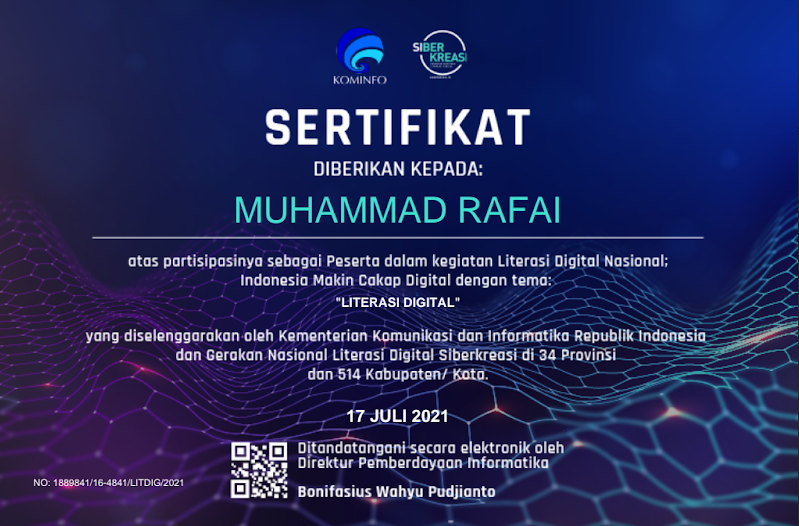 KOMINFO
SIBER
KREASI
SERTIFIKAT
DIBERIKAN KEPADA:
MUHAMMAD RAFAI
atas partisipasinya sebagai Peserta dalam kegiatan Literasi Digital Nasional;
Indonesia Makin Cakap Digital dengan tema:
"LITERASI DIGITAL"
yang diselenggarakan oleh Kementerian Komunikasi dan Informatika Republik Indonesia
dan Gerakan Nasional Literasi Digital Siberkreasi di 34 Provinsi
dan 514 Kabupaten/ Kota.
17 JULI 2021
Ditandatangani secara elektronik oleh
Direktur Pemberdayaan Informatika
Bonifasius Wahyu Pudjianto
NO: 1889841/16-4841/LITDIG/2021